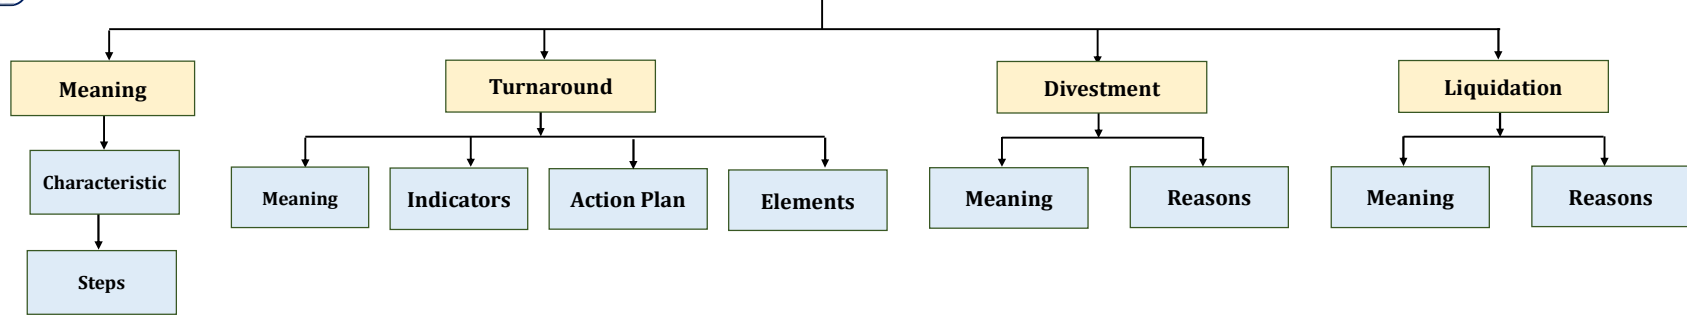 Meaning
Turnaround
Divestment
Liquidation
Characteristic
Steps
Meaning
Indicators
Action Plan
Elements
Meaning
Reasons
Meaning
Reasons